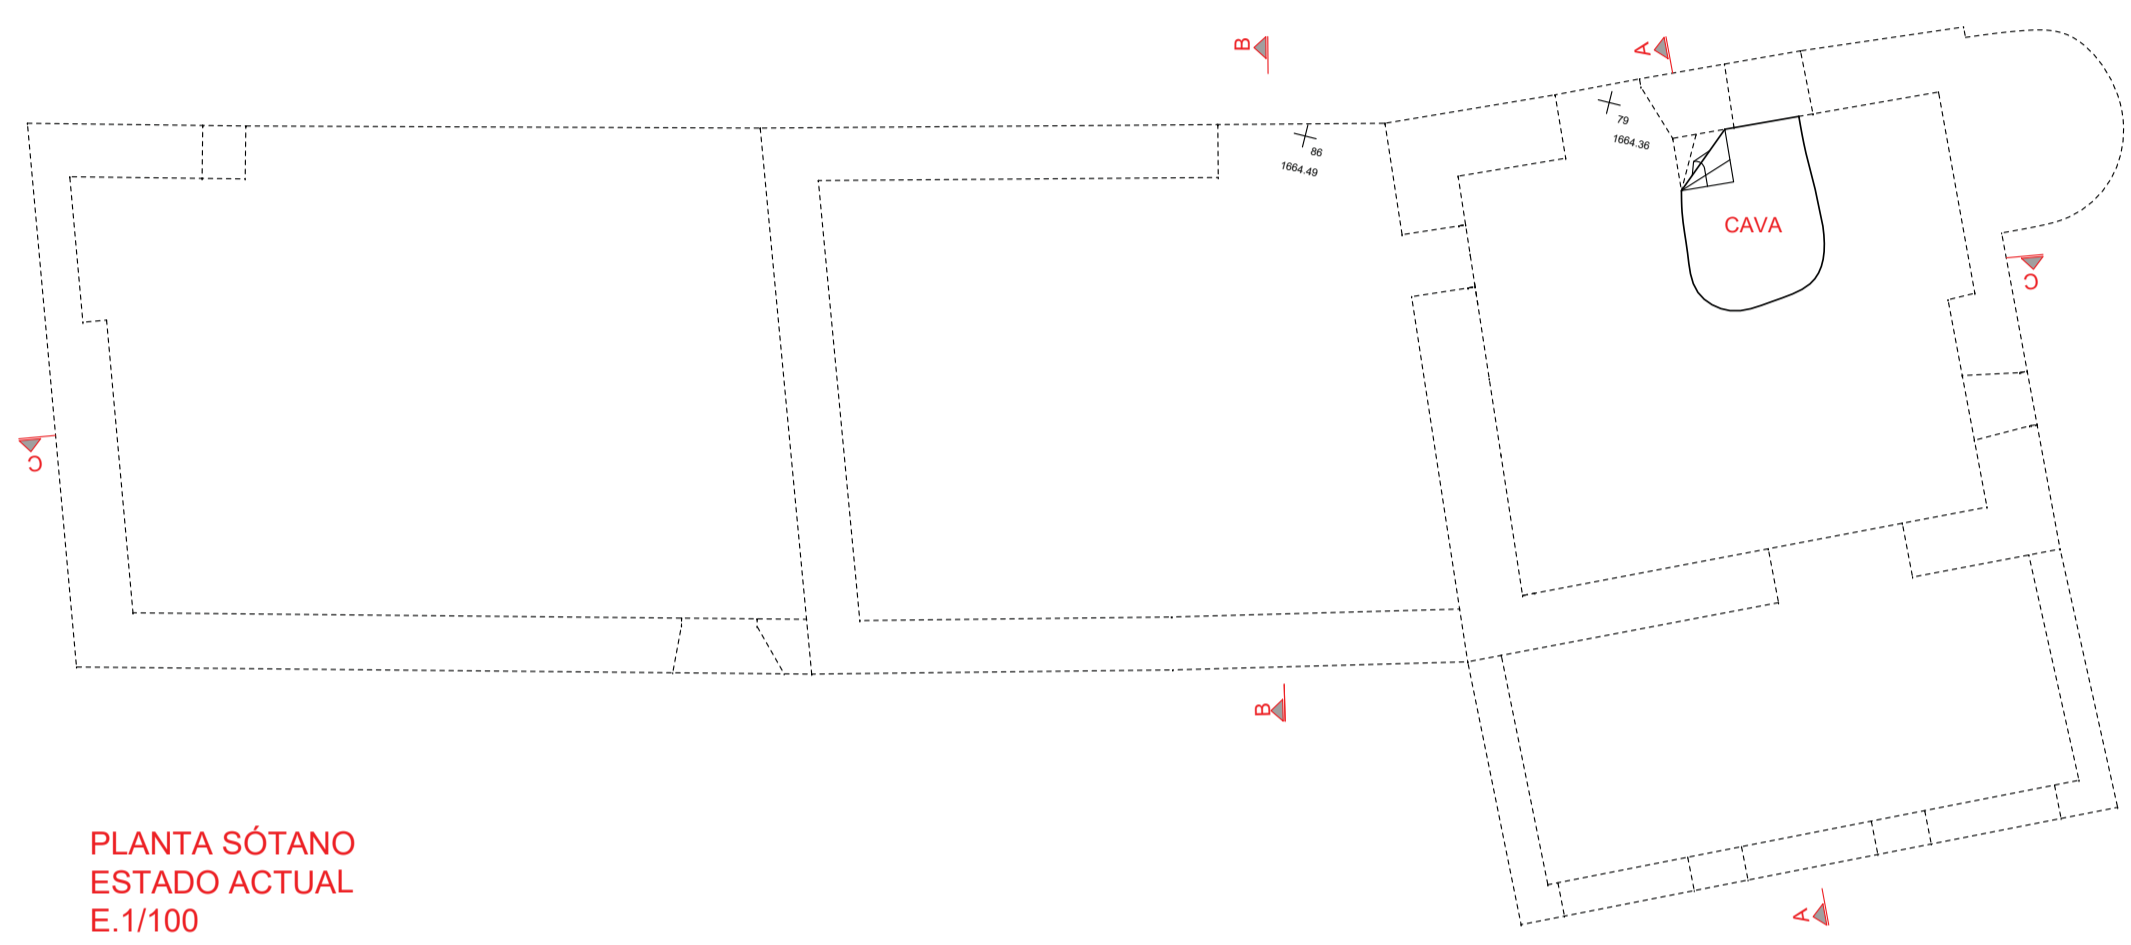 B
A
79
1664.36
86
1664.49
CAVA
C
C
B
PLANTA SÓTANO
ESTADO ACTUAL
E.1/100
A